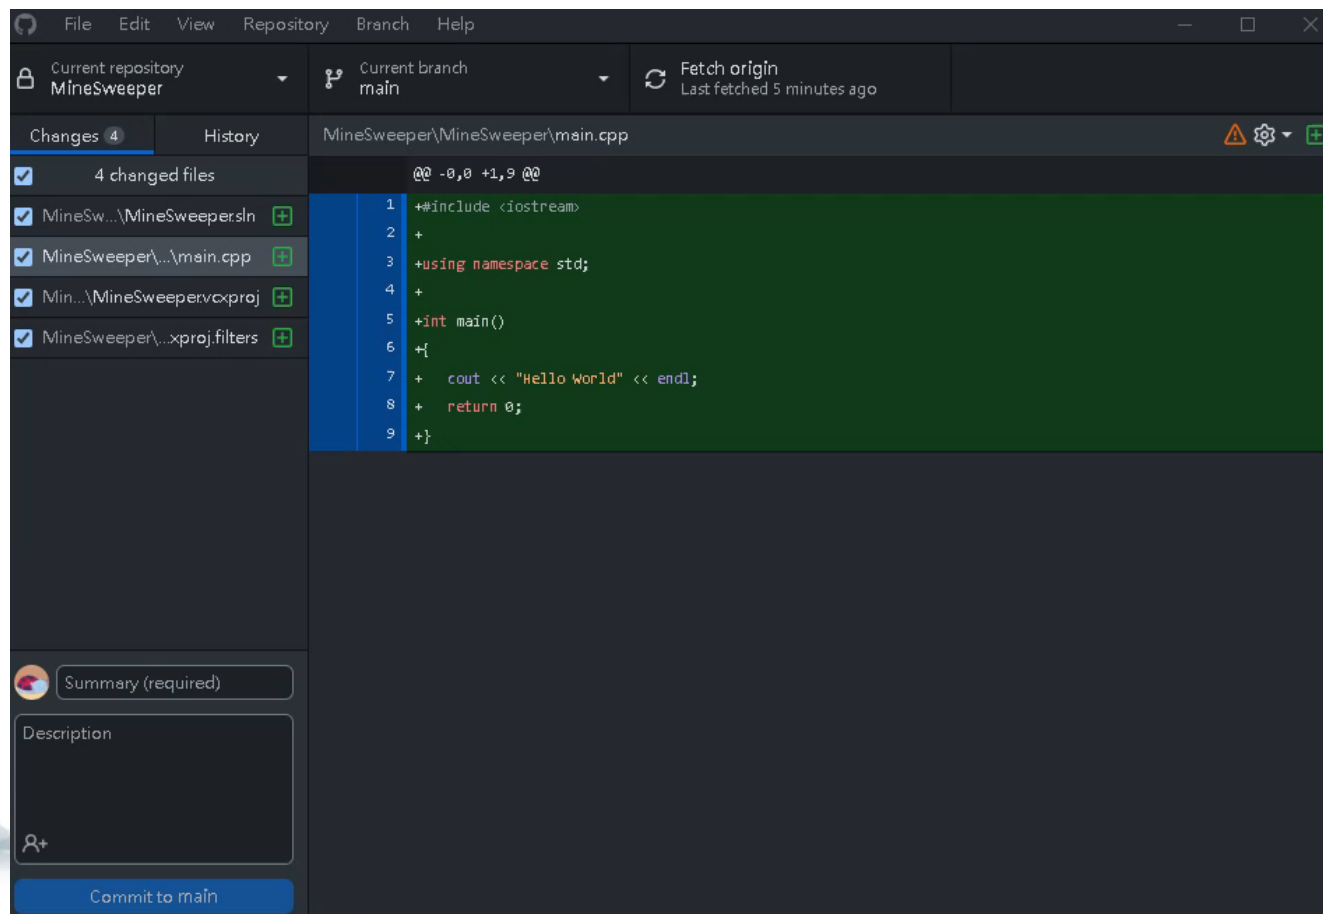 File Edit View Repository Branch Help
Current repository
MineSweeper
Current branch
main
Fetch origin
Last fetched 5 minutes ago
Changes 4
History
MineSweeper\MineSweeper\main.cpp
4 changed files
MineSw...\MineSweeper.sln
MineSweeper\...\main.cpp
Min...\MineSweeper.vcxproj
MineSweeper\...xproj.filters
@@ -0,0 +1,9 @@
1 +#include <iostream>
2 +
3 +using namespace std;
4 +
5 +int main()
6 +{
7 + cout << "Hello World" << endl;
8 + return 0;
9 +}
Summary (required)
Description
Commit to main